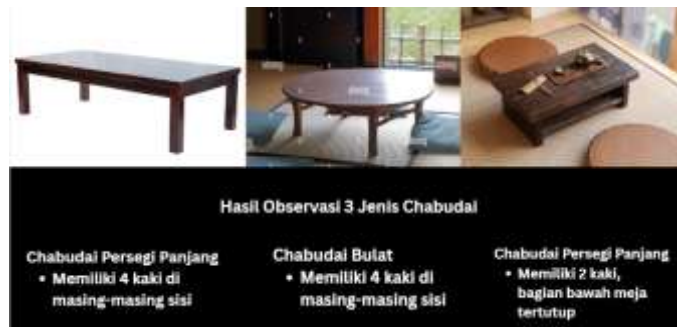 Hasil Observasi 3 Jenis Chabudai
Chabudai Persegi Panjang
• Memiliki 4 kaki di
masing-masing sisi
Chabudai Bulat
• Memiliki 4 kaki di
masing-masing sisi
Chabudai Persegi Panjang
• Memiliki 2 kaki,
bagian bawah meja
tertutup